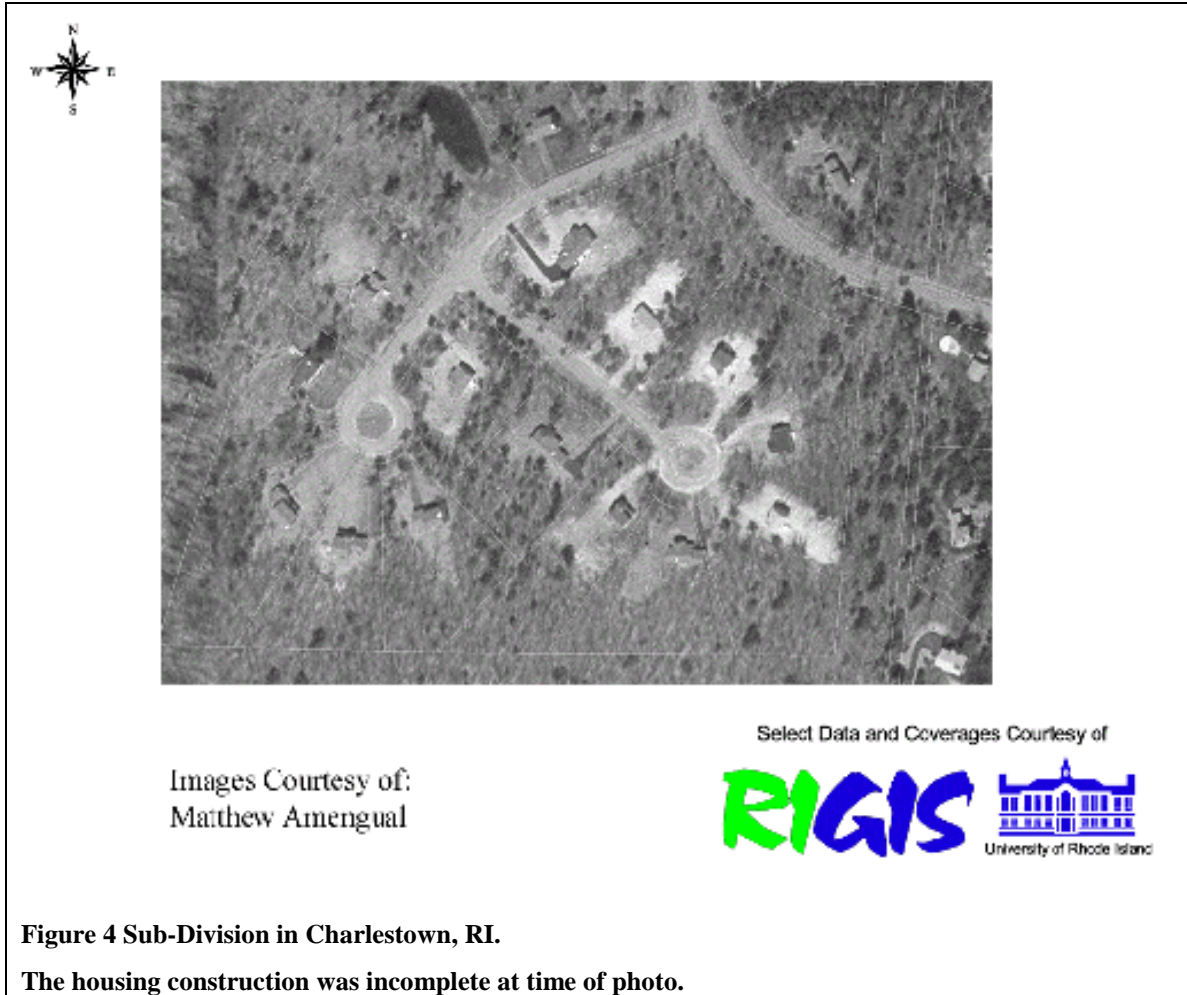 N
W E
S
Select Data and Coverages Courtesy of
Images Courtesy of:
Matthew Amengual
RIGIS
University of Rhode Island
Figure 4 Sub-Division in Charlestown, RI.
The housing construction was incomplete at time of photo.